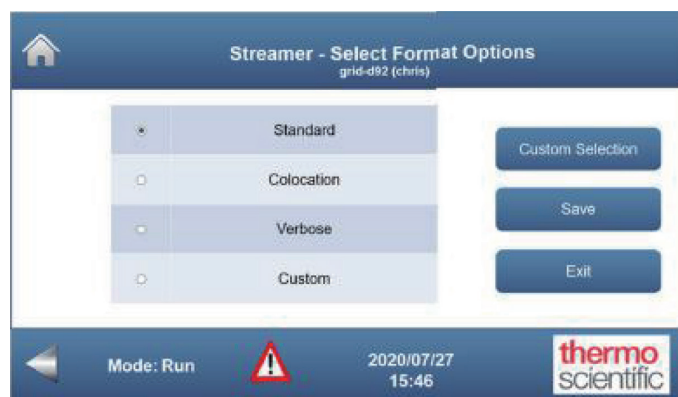 Streamer - Select Format Options
grid-d92 (chris)
Standard
Colocation
Verbose
Custom
Custom Selection
Save
Exit
Mode: Run
2020/07/27
15:46
thermo
scientific